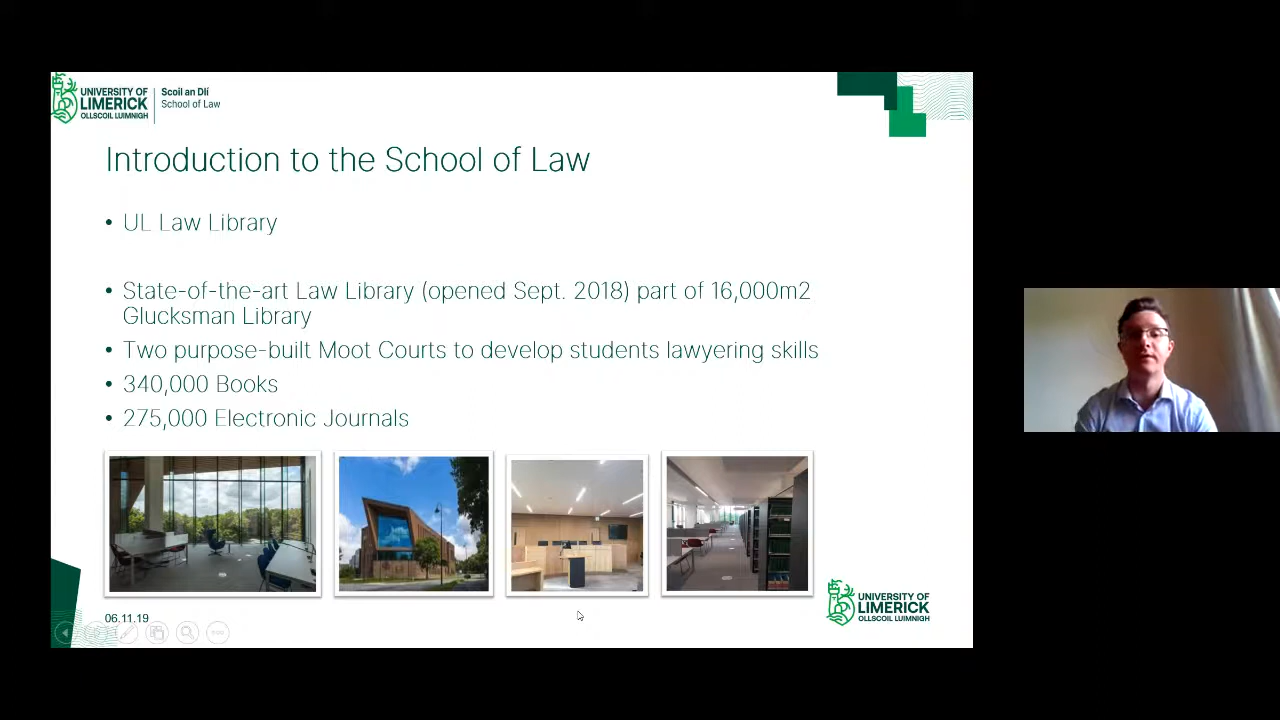 UNIVERSITY OF
LIMERICK
OLLSCOIL LUIMNIGH
Scoil an Dlí
School of Law
Introduction to the School of Law
• UL Law Library
• State-of-the-art Law Library (opened Sept. 2018) part of 16,000m2
Glucksman Library
• Two purpose-built Moot Courts to develop students lawyering skills
• 340,000 Books
• 275,000 Electronic Journals
06.11.19
UNIVERSITY OF
LIMERICK
OLLSCOIL LUIMNIGH